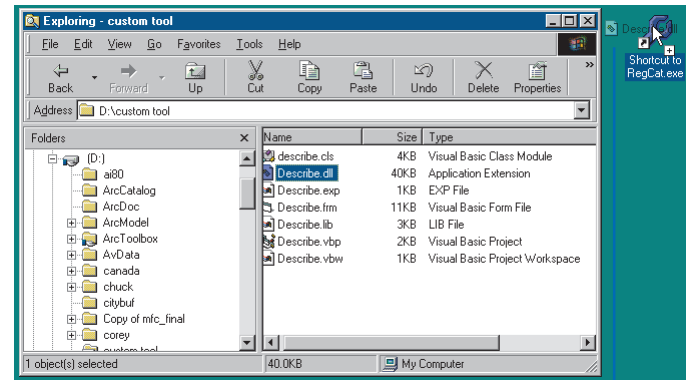 Exploring - custom tool
File Edit View Go Favorites Tools Help
Back Forward Up Cut Copy Paste Undo Delete Properties »
Address D:\custom tool
Folders
(D:)
ai80
ArcCatalog
ArcDoc
ArcModel
ArcToolbox
AvData
canada
chuck
citybuf
Copy of mfc_final
corey
custom tool
Name Size Type
describe.cls 4KB Visual Basic Class Module
Describe.dll 40KB Application Extension
Describe.exp 1KB EXP File
Describe.frm 11KB Visual Basic Form File
Describe.lib 3KB LIB File
Describe.vbp 2KB Visual Basic Project
Describe.vbw 1KB Visual Basic Project Workspace
1 object(s) selected 40.0KB My Computer
Shortcut to
RegCat.exe